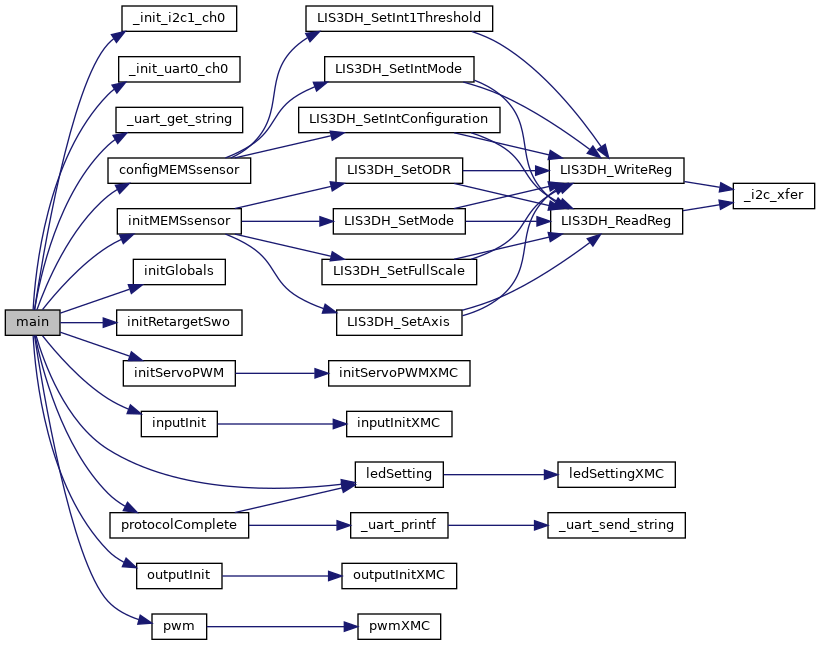 main
_init_i2c1_ch0
_init_uart0_ch0
_uart_get_string
configMEMSsensor
initMEMSsensor
initGlobals
initRetargetSwo
initServoPWM
inputInit
protocolComplete
outputInit
pwm
LIS3DH_SetInt1Threshold
LIS3DH_SetIntMode
LIS3DH_SetIntConfiguration
LIS3DH_SetODR
LIS3DH_SetMode
LIS3DH_SetFullScale
LIS3DH_SetAxis
initServoPWMXMC
inputInitXMC
ledSetting
_uart_printf
outputInitXMC
pwmXMC
LIS3DH_WriteReg
LIS3DH_ReadReg
ledSettingXMC
_uart_send_string
_i2c_xfer